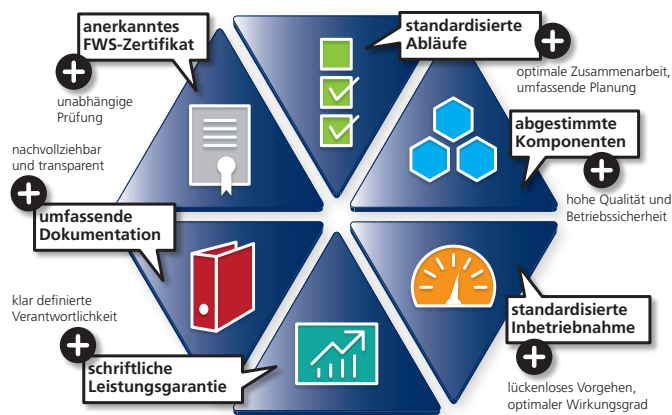 anerkanntes
FWS-Zertifikat
unabhängige
Prüfung
standardisierte
Abläufe
optimale Zusammenarbeit,
umfassende Planung
abgestimmte
Komponenten
hohe Qualität und
Betriebssicherheit
nachvollziehbar
und transparent
umfassende
Dokumentation
standardisierte
Inbetriebnahme
lückenloses Vorgehen,
optimaler Wirkungsgrad
klar definierte
Verantwortlichkeit
schriftliche
Leistungsgarantie